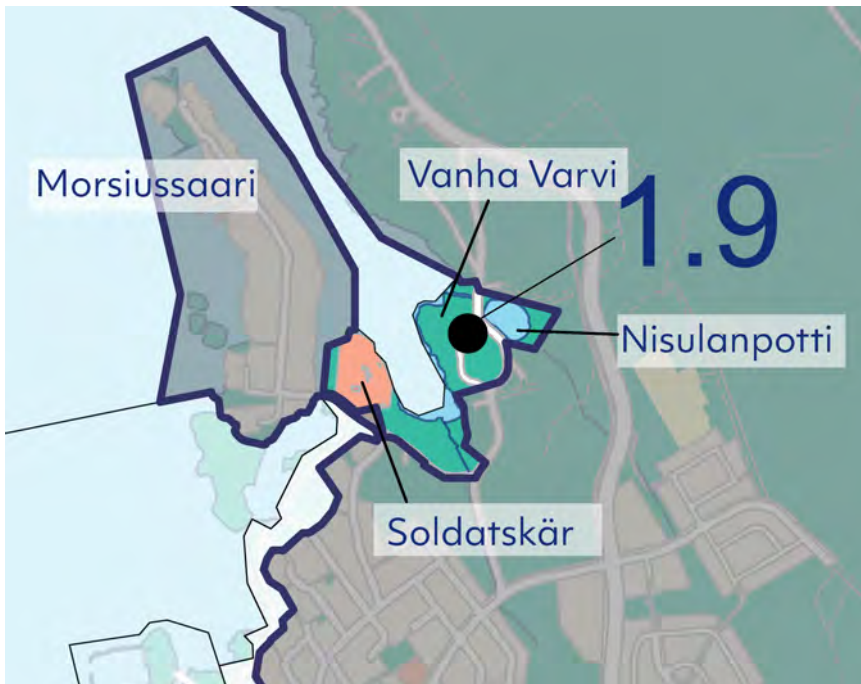 Morsiussaari
Vanha Varvi
1.9
Nisulanpotti
Soldatskär